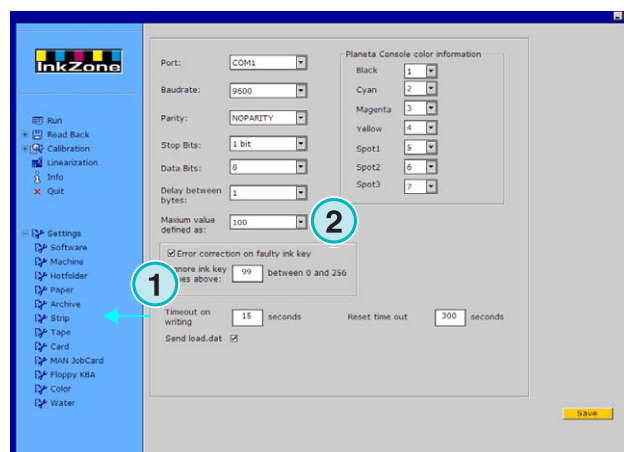 InkZone
Run
Read Back
Calibration
Linearization
Info
Quit
Settings
Software
Machine
Hotfolder
Paper
Archive
Strip
Tape
Card
MAN JobCard
Floppy KBA
Color
Water
Port: COM1
Baudrate: 9600
Parity: NOPARITY
Stop Bits: 1 bit
Data Bits: 8
Delay between bytes: 1
Maxium value defined as: 100
2
Planeta Console color information
Black 1
Cyan 2
Magenta 3
Yellow 4
Spot1 5
Spot2 6
Spot3 7
Error correction on faulty ink key
1
ink key
above: 99 between 0 and 256
Timeout on writing 15 seconds
Reset time out 300 seconds
Send load.dat
Save